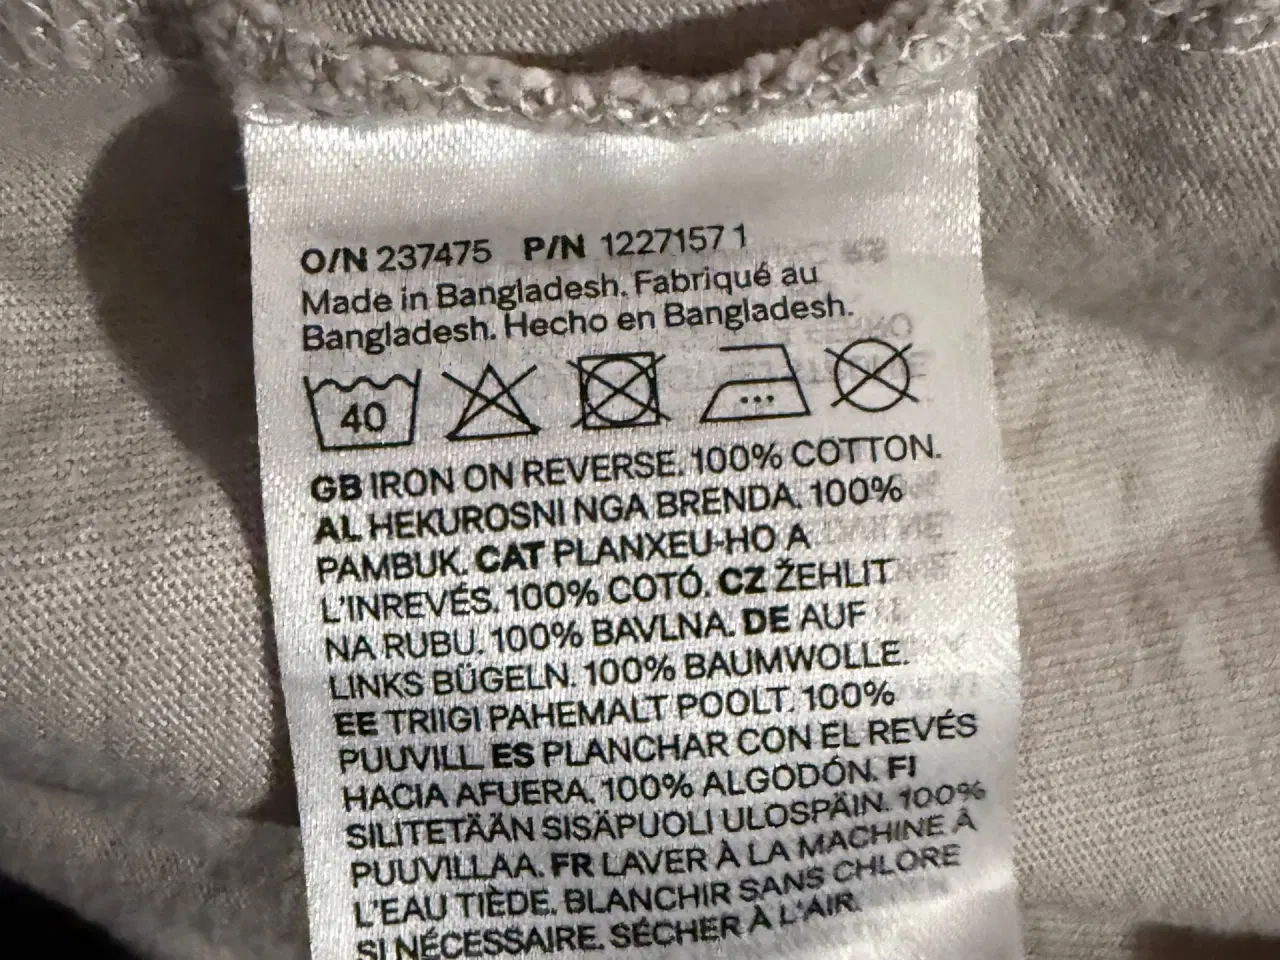 O/N 237475 P/N 1227157 1
Made in Bangladesh. Fabriqué au
Bangladesh. Hecho en Bangladesh.
40
GB IRON ON REVERSE. 100% COTTON.
AL HEKUROSNI NGA BRENDA. 100%
PAMBUK. CAT PLANXEU-HO A
L'INREVÉS. 100% COTÓ. CZ ŽEHLIT
NA RUBU. 100% BAVLNA. DE AUF
LINKS BÜGELN. 100% BAUMWOLLE.
EE TRIIGI PAHEMALT POOLT. 100%
PUUVILL ES PLANCHAR CON EL REVÉS
HACIA AFUERA. 100% ALGODÓN. FI
SILITETÄÄN SISÄPUOLI ULOSPÄIN. 100%
PUUVILLAA. FR LAVER À LA MACHINE À
L'EAU TIÈDE. BLANCHIR SANS CHLORE
SI NÉCESSAIRE. SÉCHER À L'AIR.